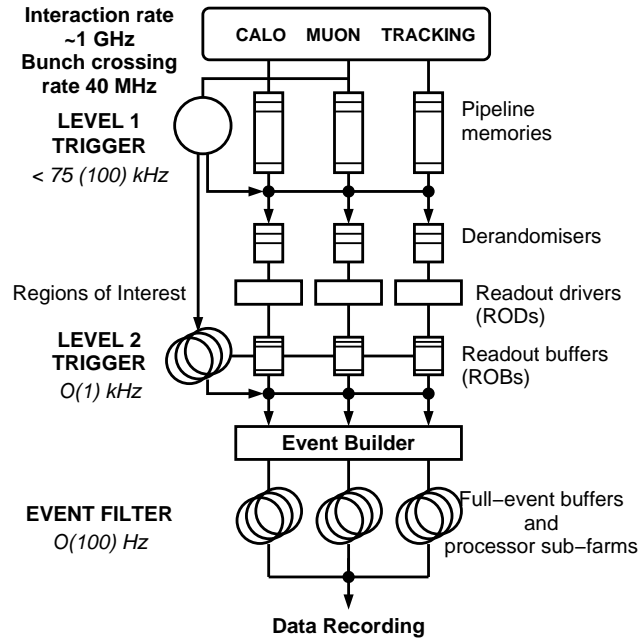 Interaction rate
~1 GHz
Bunch crossing
rate 40 MHz
CALO MUON TRACKING
LEVEL 1
TRIGGER
< 75 (100) kHz
Pipeline
memories
Derandomisers
Regions of Interest
Readout drivers
(RODs)
LEVEL 2
TRIGGER
O(1) kHz
Readout buffers
(ROBs)
Event Builder
EVENT FILTER
O(100) Hz
Full−event buffers
and
processor sub−farms
Data Recording